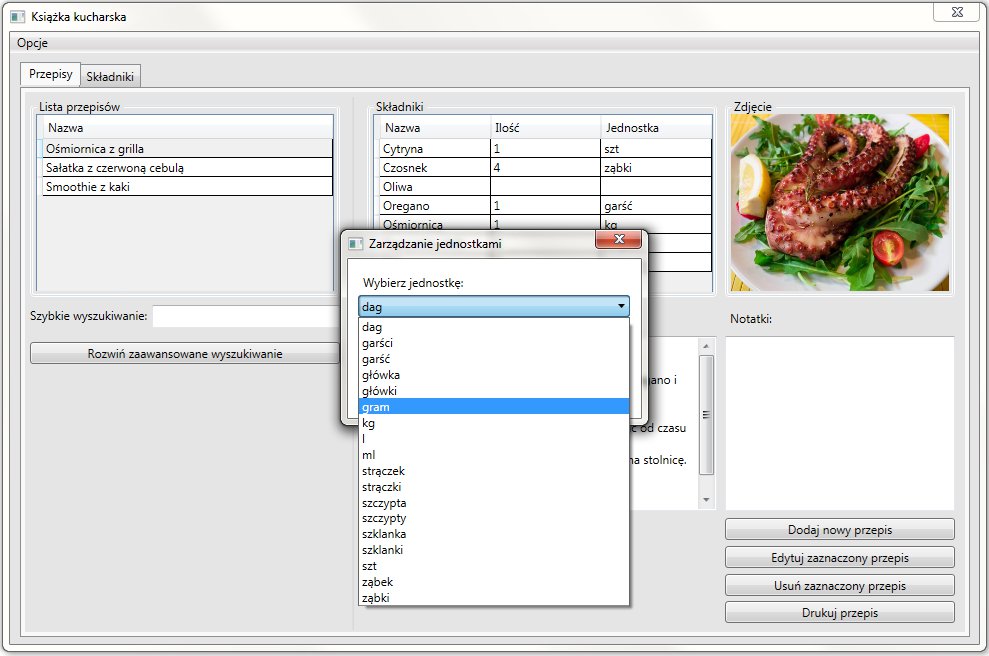 Książka kucharska
Opcje
Przepisy
Składniki
Lista przepisów
Nazwa
Ośmiornica z grilla
Sałatka z czerwoną cebulą
Smoothie z kaki
Szybkie wyszukiwanie:
Rozwiń zaawansowane wyszukiwanie
Składniki
Nazwa Ilość Jednostka
Cytryna 1 szt
Czosnek 4 ząbki
Oliwa
Oregano 1 garść
Ośmiornica 1 kg
Zarządzanie jednostkami
Wybierz jednostkę:
dag
dag
garści
garść
główka
główki
gram
kg
l
ml
strączek
strączki
szczypta
szczypty
szklanka
szklanki
szt
ząbek
ząbki
i
od czasu
na stolnicę.
Zdjęcie
Notatki:
Dodaj nowy przepis
Edytuj zaznaczony przepis
Usuń zaznaczony przepis
Drukuj przepis